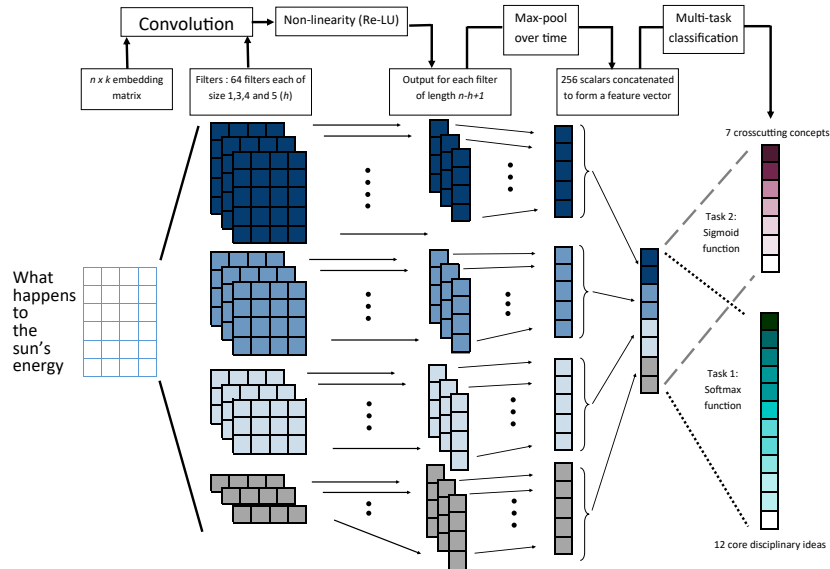 Convolution
Non-linearity (Re-LU)
Max-pool
over time
Multi-task
classification
n x k embedding
matrix
Filters : 64 filters each of
size 1,3,4 and 5 (h)
Output for each filter
of length n-h+1
256 scalars concatenated
to form a feature vector
7 crosscutting concepts
Task 2:
Sigmoid
function
What
happens
to
the
sun's
energy
Task 1:
Softmax
function
12 core disciplinary ideas